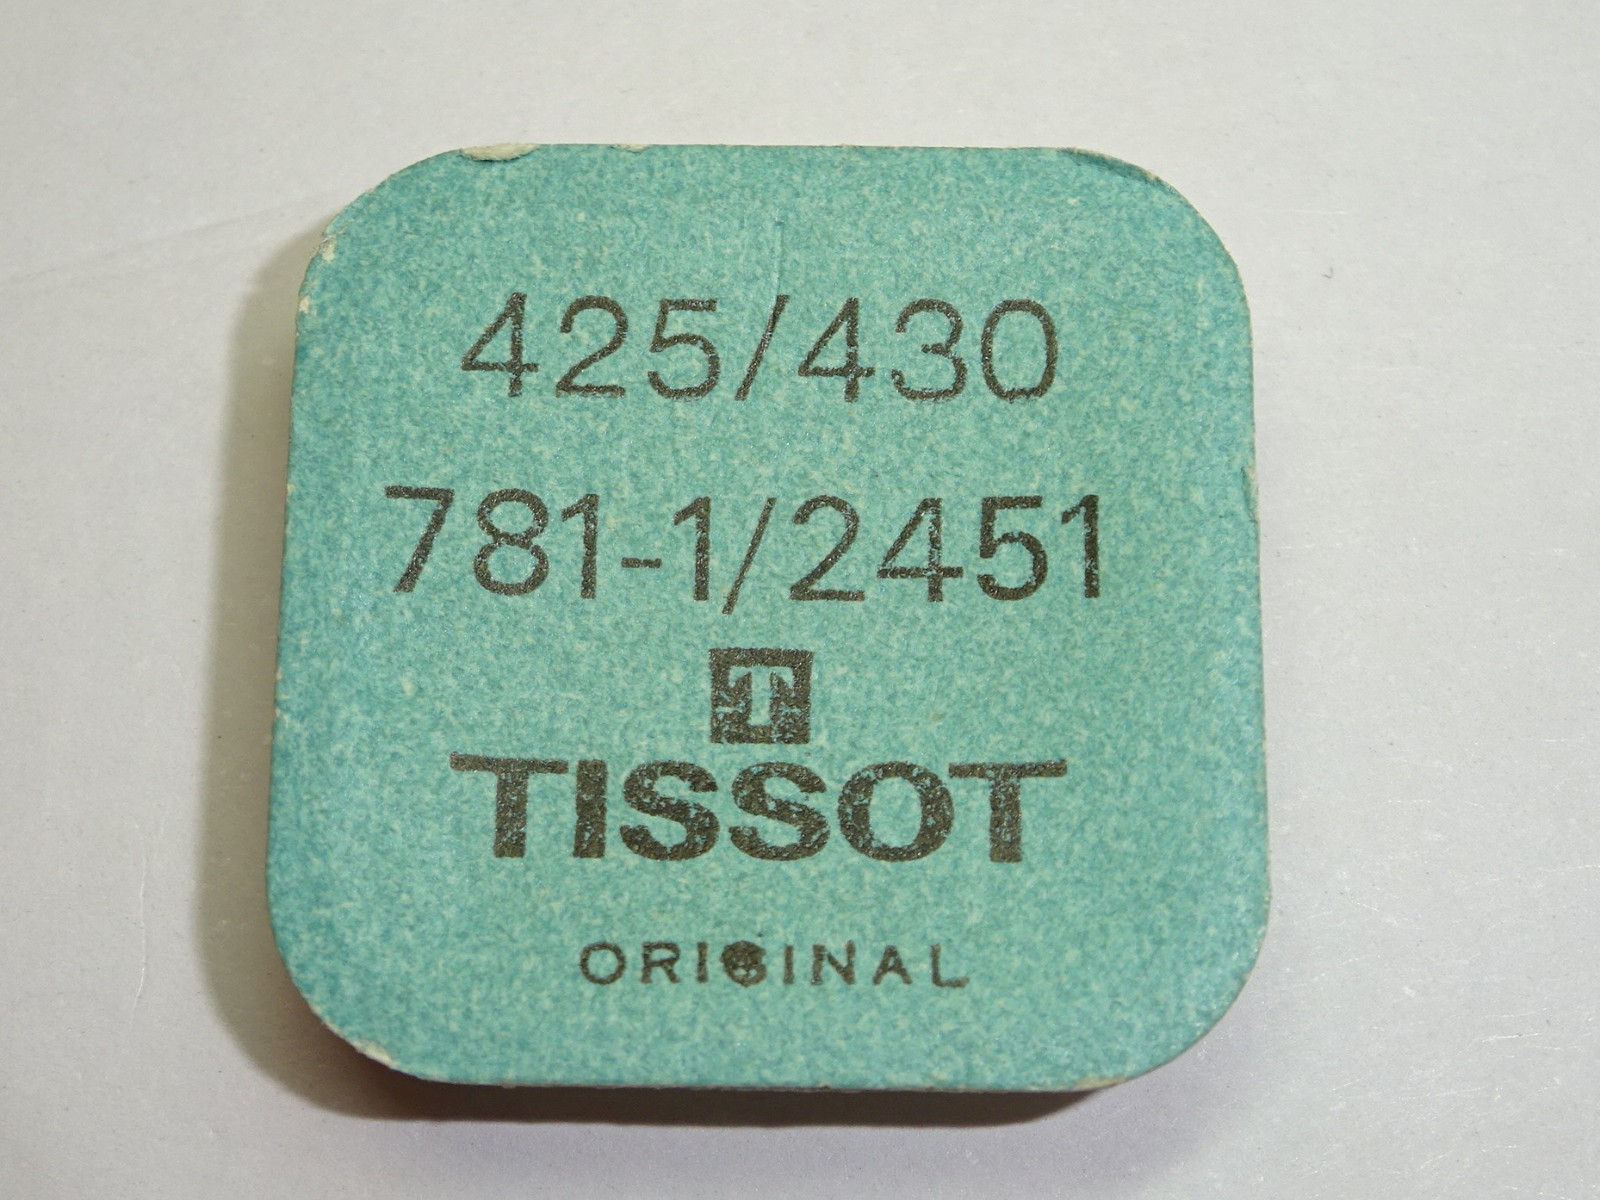 425/430
781-1/2451
T
TISSOT
ORIGINAL